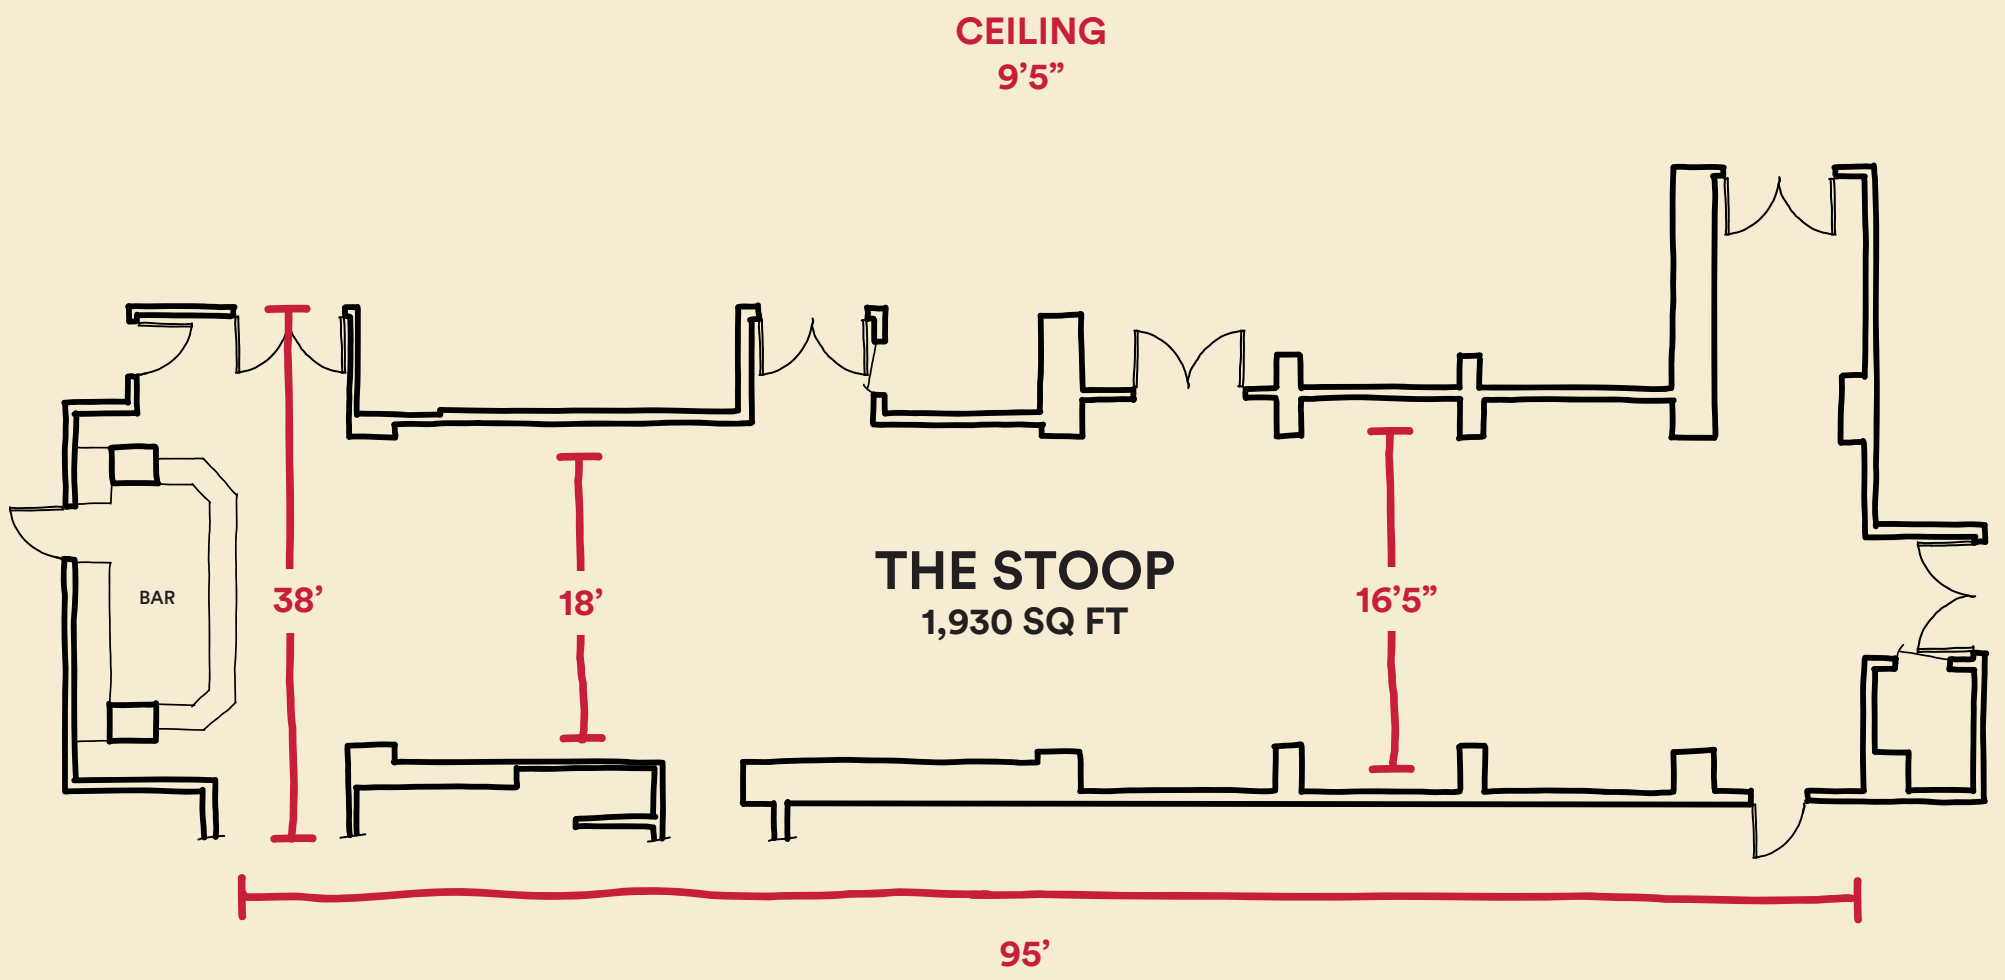 CEILING
9’5”
THE STOOP
1,930 SQ FT
38’
18’
16’5”
BAR
95’